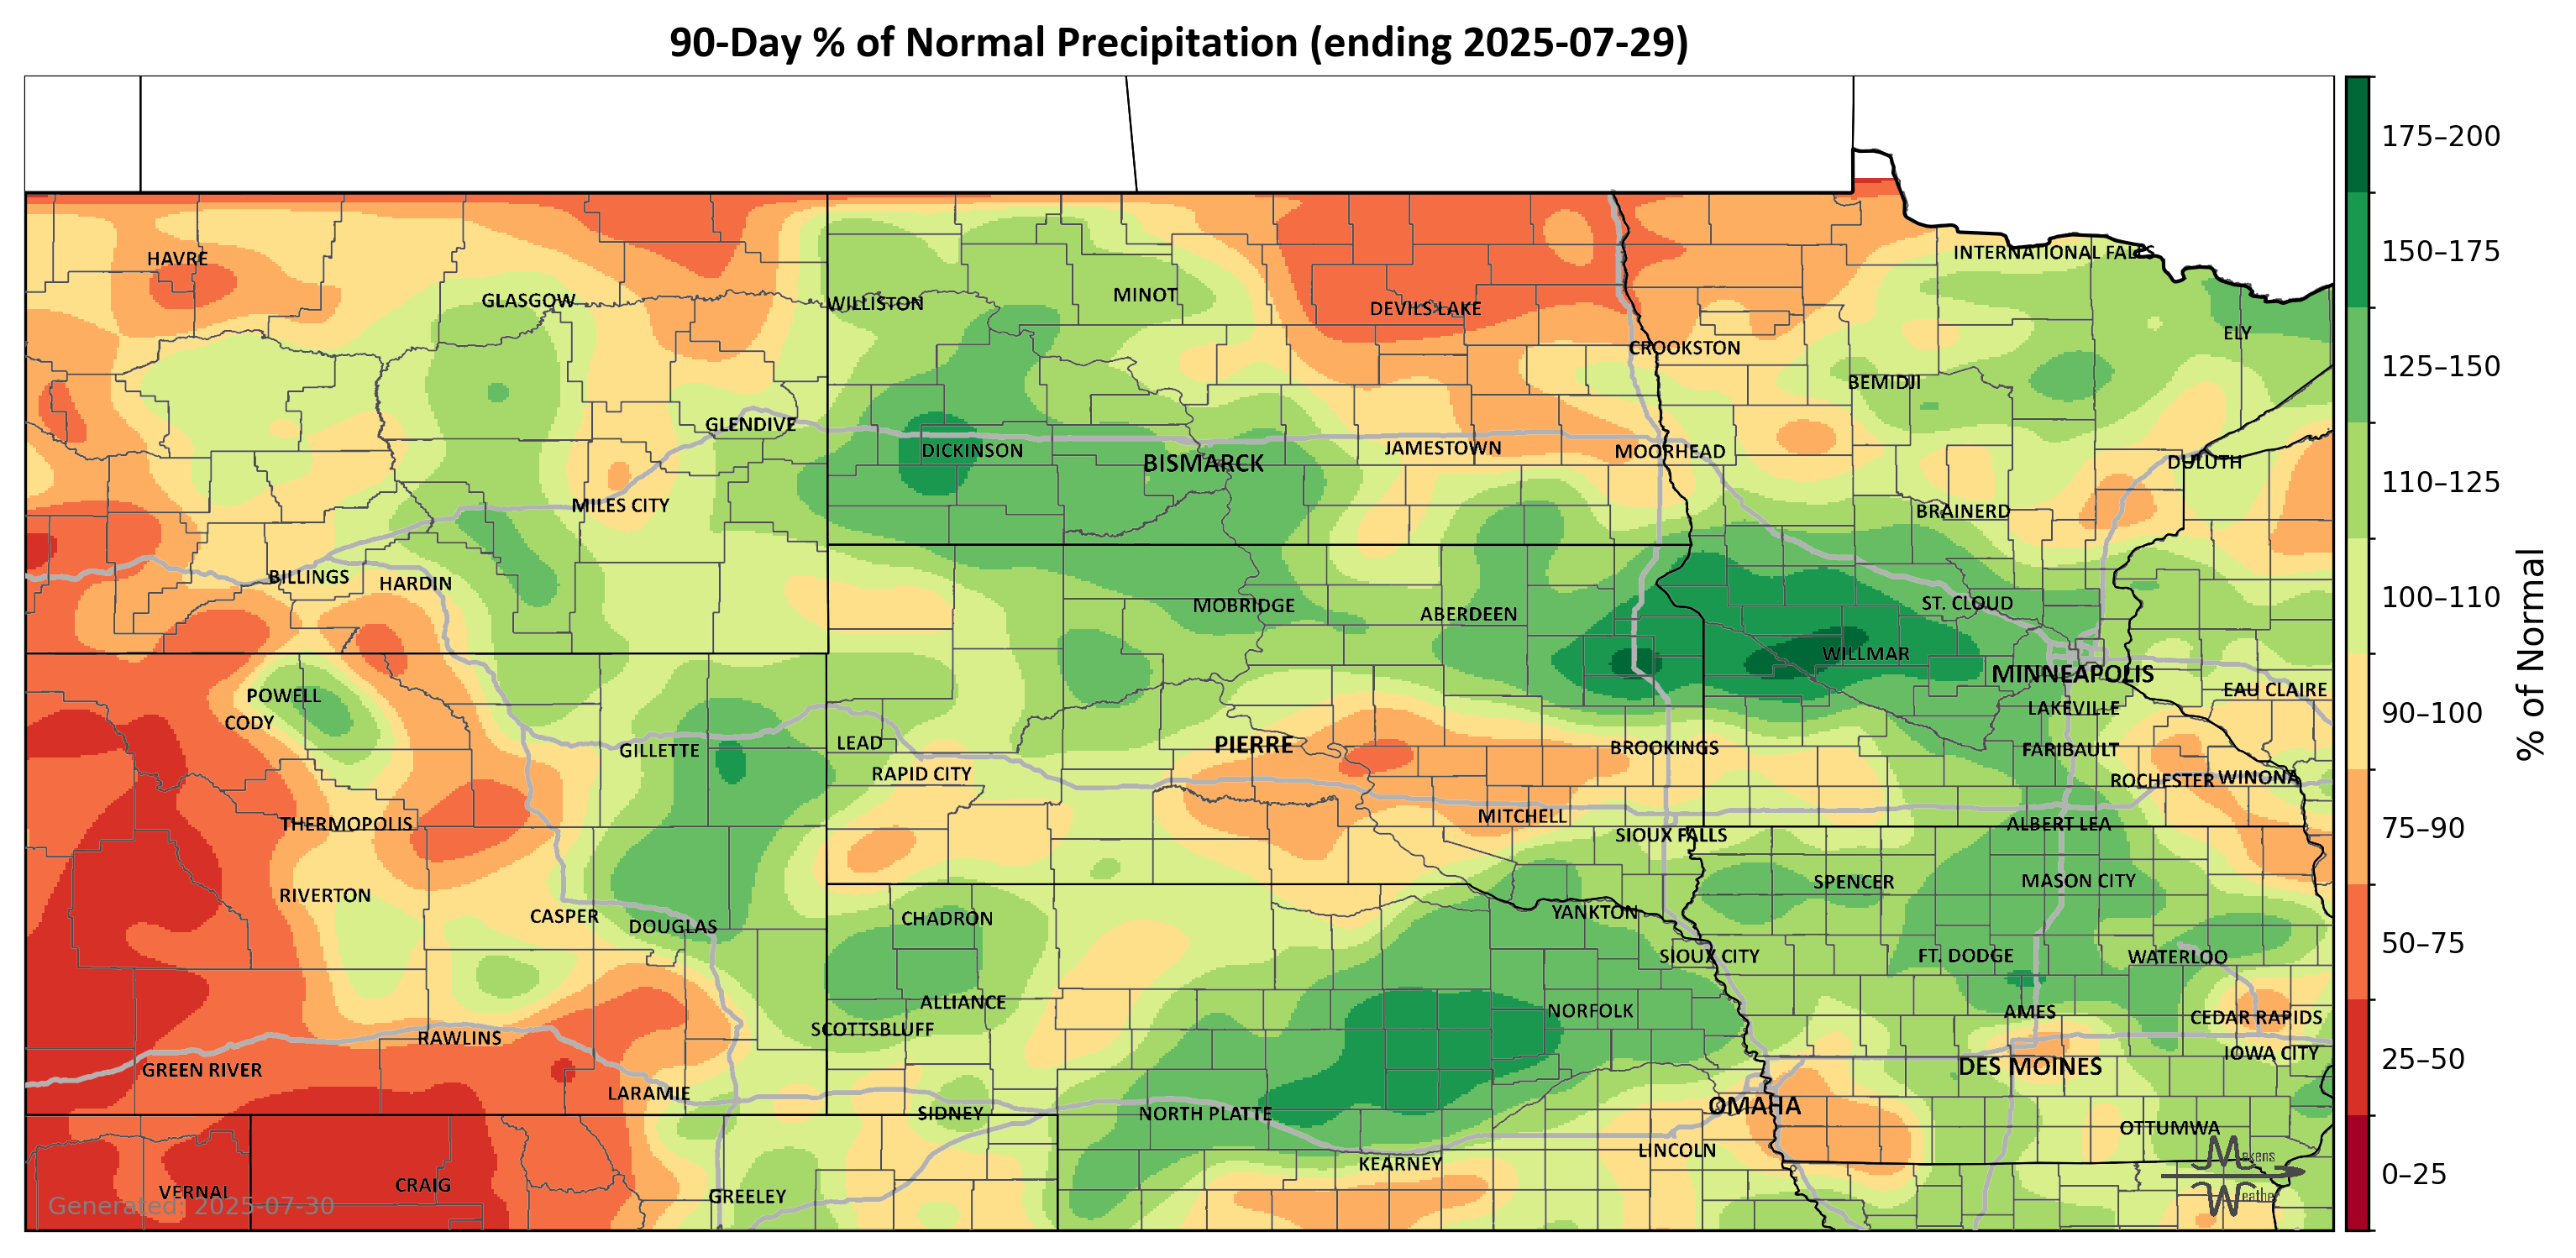 90-Day % of Normal Precipitation (ending 2025-07-29)
175–200
150–175
125–150
110–125
100–110
90–100
75–90
50–75
25–50
0–25
% of Normal
HAVRE
GLASGOW
WILLISTON
MINOT
DEVILS LAKE
INTERNATIONAL FALLS
ELY
CROOKSTON
BEMIDJI
GLENDIVE
DICKINSON
BISMARCK
JAMESTOWN
MOORHEAD
DULUTH
MILES CITY
BRAINERD
BILLINGS
HARDIN
MOBRIDGE
ABERDEEN
ST. CLOUD
WILLMAR
MINNEAPOLIS
POWELL
CODY
EAU CLAIRE
LAKEVILLE
GILLETTE
LEAD
PIERRE
BROOKINGS
FARIBAULT
RAPID CITY
ROCHESTER
WINONA
THERMOPOLIS
MITCHELL
SIOUX FALLS
ALBERT LEA
RIVERTON
SPENCER
MASON CITY
CASPER
DOUGLAS
CHADRON
YANKTON
SIOUX CITY
FT. DODGE
WATERLOO
ALLIANCE
NORFOLK
AMES
CEDAR RAPIDS
SCOTTSBLUFF
RAWLINS
IOWA CITY
GREEN RIVER
DES MOINES
LARAMIE
OMAHA
SIDNEY
NORTH PLATTE
OTTUMWA
LINCOLN
KEARNEY
VERNAL
CRAIG
GREELEY
Generated: 2025-07-30
Makens
Weather